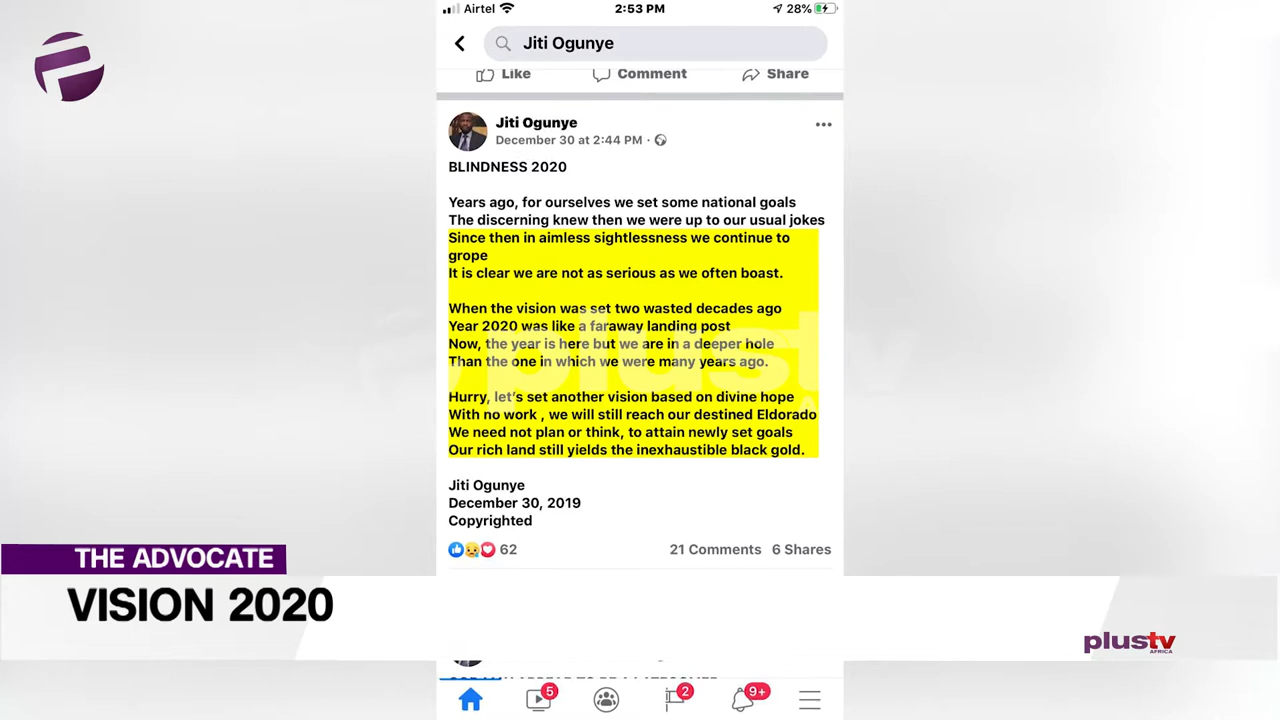 Airtel
2:53 PM
28%
Jiti Ogunye
Like
Comment
Share
Jiti Ogunye
December 30 at 2:44 PM ·
BLINDNESS 2020
Years ago, for ourselves we set some national goals
The discerning knew then we were up to our usual jokes
Since then in aimless sightlessness we continue to
grope
It is clear we are not as serious as we often boast.
When the vision was set two wasted decades ago
Year 2020 was like a faraway landing post
Now, the year is here but we are in a deeper hole
Than the one in which we were many years ago.
Hurry, let's set another vision based on divine hope
With no work , we will still reach our destined Eldorado
We need not plan or think, to attain newly set goals
Our rich land still yields the inexhaustible black gold.
Jiti Ogunye
December 30, 2019
Copyrighted
62
21 Comments 6 Shares
THE ADVOCATE
VISION 2020
plustv
AFRICA
plustv
5
2
9+